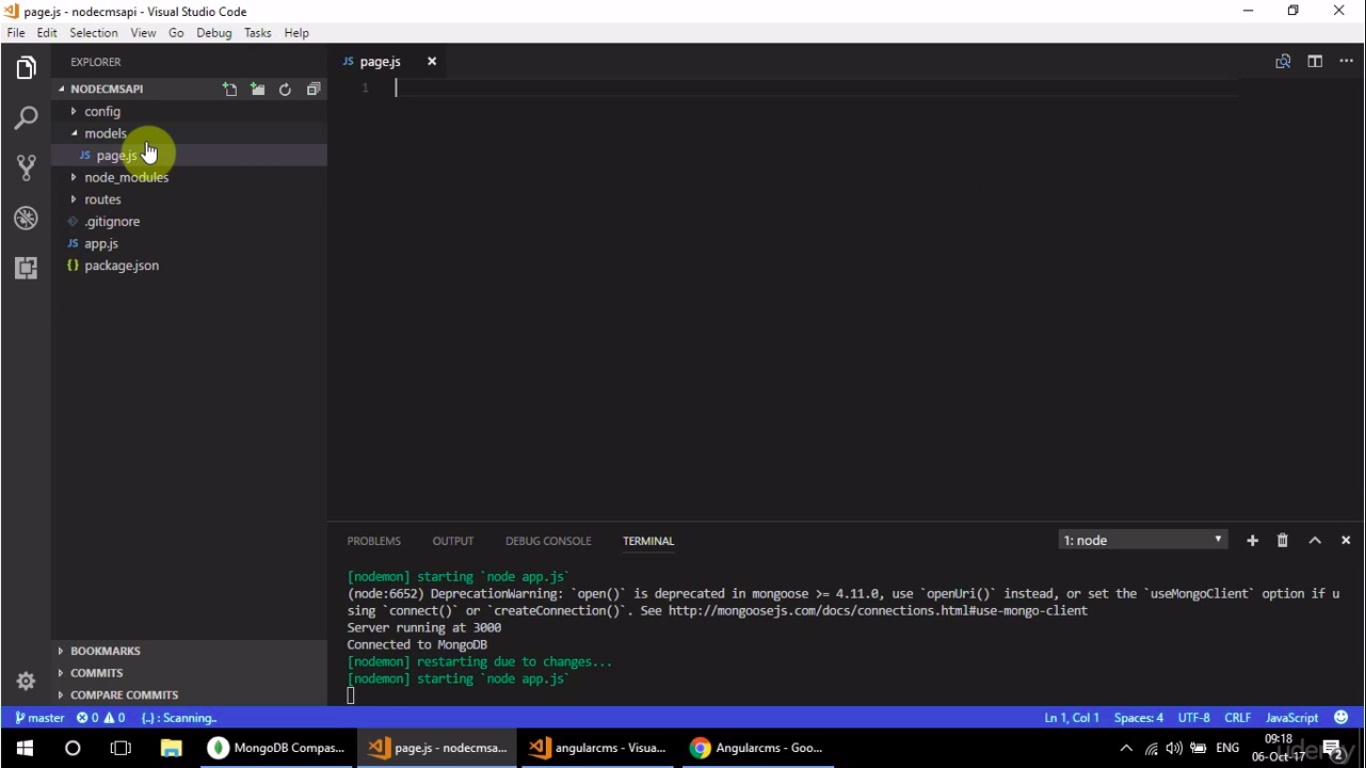 page.js - nodecmsapi - Visual Studio Code
File Edit Selection View Go Debug Tasks Help
EXPLORER
JS page.js
NODECMSAPI
1
config
models
JS page.js
node_modules
routes
.gitignore
JS app.js
{} package.json
PROBLEMS OUTPUT DEBUG CONSOLE TERMINAL 1: node
[nodemon] starting `node app.js`
(node:6652) DeprecationWarning: `open()` is deprecated in mongoose >= 4.11.0, use `openUri()` instead, or set the `useMongoClient` option if u
sing `connect()` or `createConnection()`. See http://mongoosejs.com/docs/connections.html#use-mongo-client
Server running at 3000
Connected to MongoDB
[nodemon] restarting due to changes...
[nodemon] starting `node app.js`
BOOKMARKS
COMMITS
COMPARE COMMITS
master 0 0 {..} : Scanning.. Ln 1, Col 1 Spaces: 4 UTF-8 CRLF JavaScript
MongoDB Compas... page.js - nodecmsa... angularcms - Visua... Angularcms - Goo... ENG 09:18
06-Oct-17
udemy
2